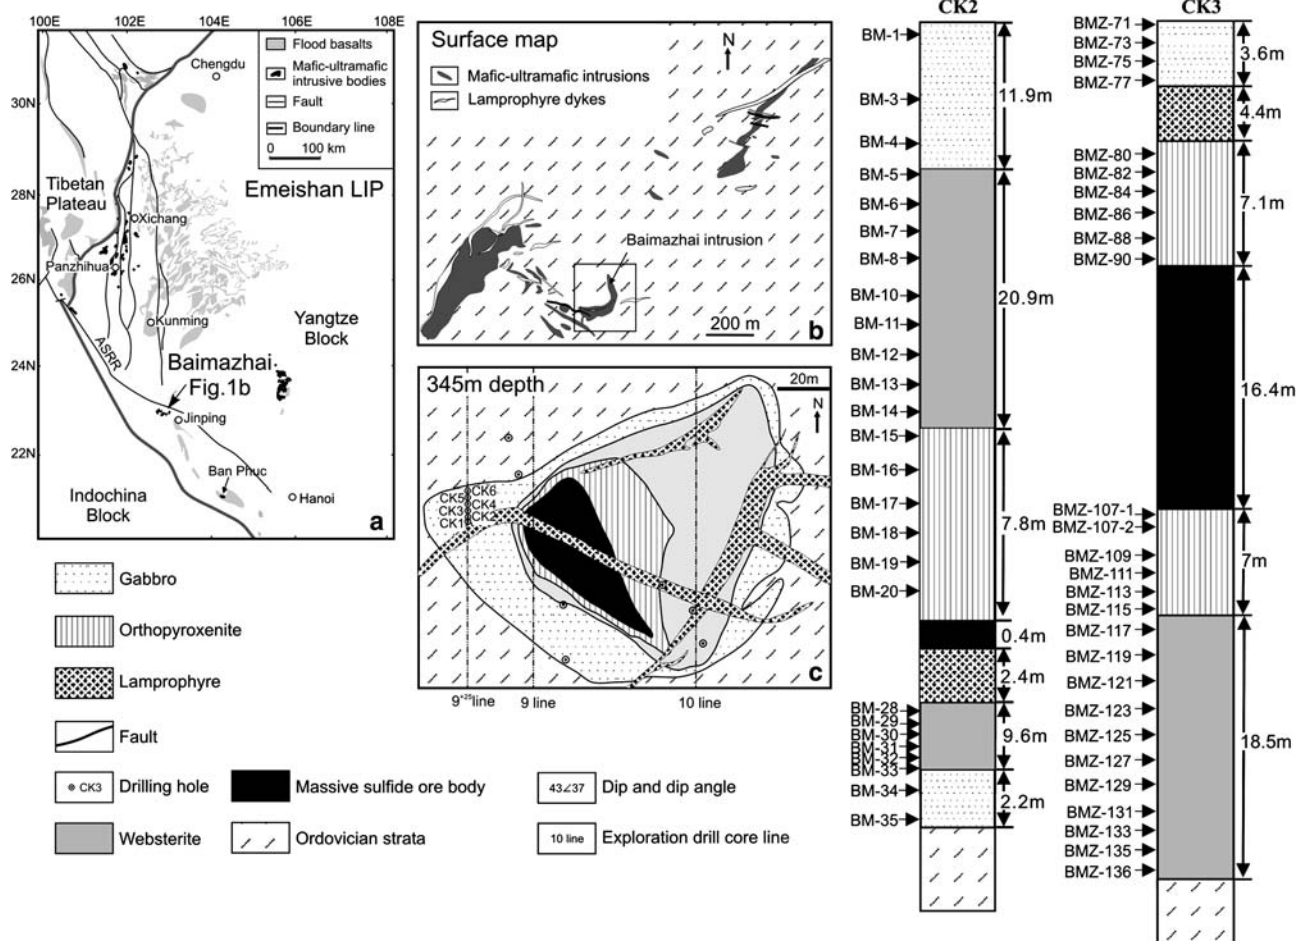 100E 102E 104E 106E 108E
30N
28N
26N
24N
22N
Flood basalts
Mafic-ultramafic
intrusive bodies
Fault
Boundary line
0 100 km
Chengdu
Emeishan LIP
Tibetan
Plateau
Xichang
Panzhihua
Kunming
Yangtze
Block
ASRR
Baimazhai
Fig.1b
Jinping
Ban Phuc
Hanoi
Indochina
Block
a
Surface map
N
Mafic-ultramafic intrusions
Lamprophyre dykes
Baimazhai intrusion
200 m
b
345m depth
20m
N
CK6
CK5
CK4
CK3
CK2
CK1
c
9⁺²⁵line
9 line
10 line
Gabbro
Orthopyroxenite
Lamprophyre
Fault
CK3 Drilling hole
Massive sulfide ore body
43∠37 Dip and dip angle
Websterite
Ordovician strata
10 line Exploration drill core line
CK2
BM-1
BM-3
BM-4
BM-5
BM-6
BM-7
BM-8
BM-10
BM-11
BM-12
BM-13
BM-14
BM-15
BM-16
BM-17
BM-18
BM-19
BM-20
BM-28
BM-29
BM-30
BM-31
BM-32
BM-33
BM-34
BM-35
11.9m
20.9m
7.8m
0.4m
2.4m
9.6m
2.2m
CK3
BMZ-71
BMZ-73
BMZ-75
BMZ-77
BMZ-80
BMZ-82
BMZ-84
BMZ-86
BMZ-88
BMZ-90
BMZ-107-1
BMZ-107-2
BMZ-109
BMZ-111
BMZ-113
BMZ-115
BMZ-117
BMZ-119
BMZ-121
BMZ-123
BMZ-125
BMZ-127
BMZ-129
BMZ-131
BMZ-133
BMZ-135
BMZ-136
3.6m
4.4m
7.1m
16.4m
7m
18.5m